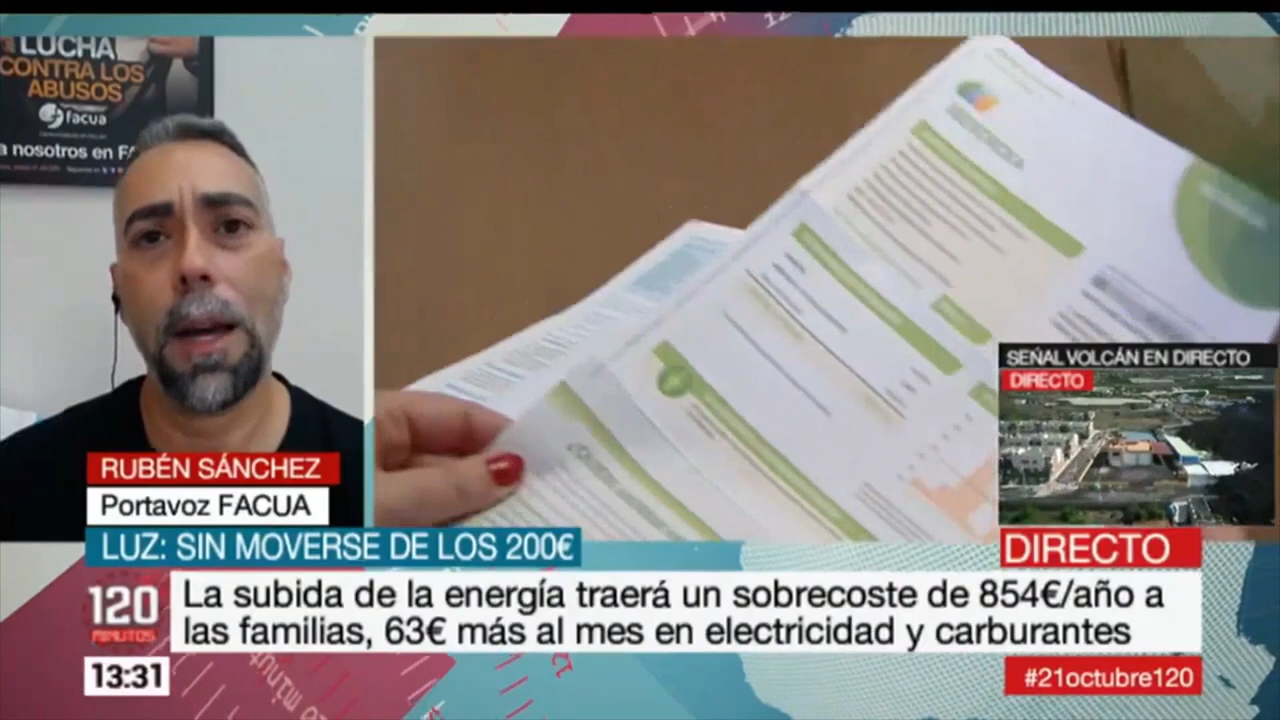 LUCHA
CONTRA LOS
ABUSOS
facua
a nosotros en FA
SEÑAL VOLCÁN EN DIRECTO
DIRECTO
RUBÉN SÁNCHEZ
Portavoz FACUA
LUZ: SIN MOVERSE DE LOS 200€
DIRECTO
120
MINUTOS
La subida de la energía traerá un sobrecoste de 854€/año a
las familias, 63€ más al mes en electricidad y carburantes
13:31
#21octubre120